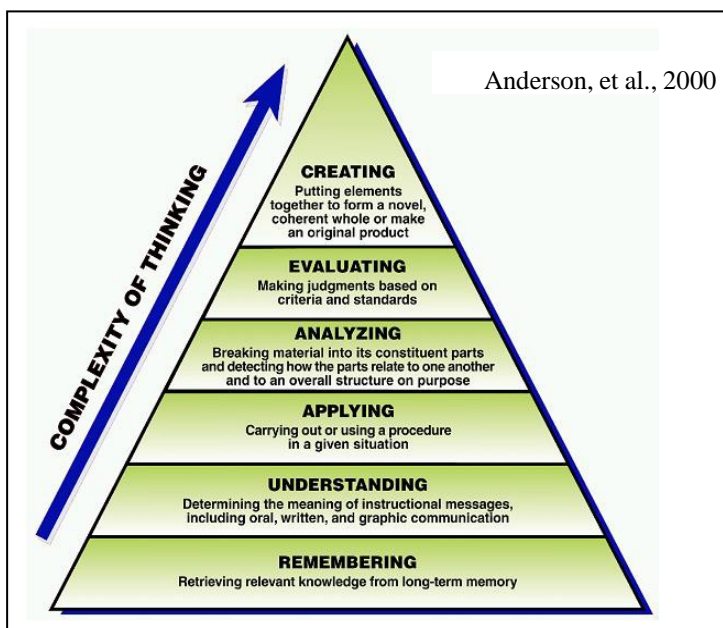 Anderson, et al., 2000
COMPLEXITY OF THINKING
CREATING
Putting elements
together to form a novel,
coherent whole or make
an original product
EVALUATING
Making judgments based on
criteria and standards
ANALYZING
Breaking material into its constituent parts
and detecting how the parts relate to one another
and to an overall structure on purpose
APPLYING
Carrying out or using a procedure
in a given situation
UNDERSTANDING
Determining the meaning of instructional messages,
including oral, written, and graphic communication
REMEMBERING
Retrieving relevant knowledge from long-term memory